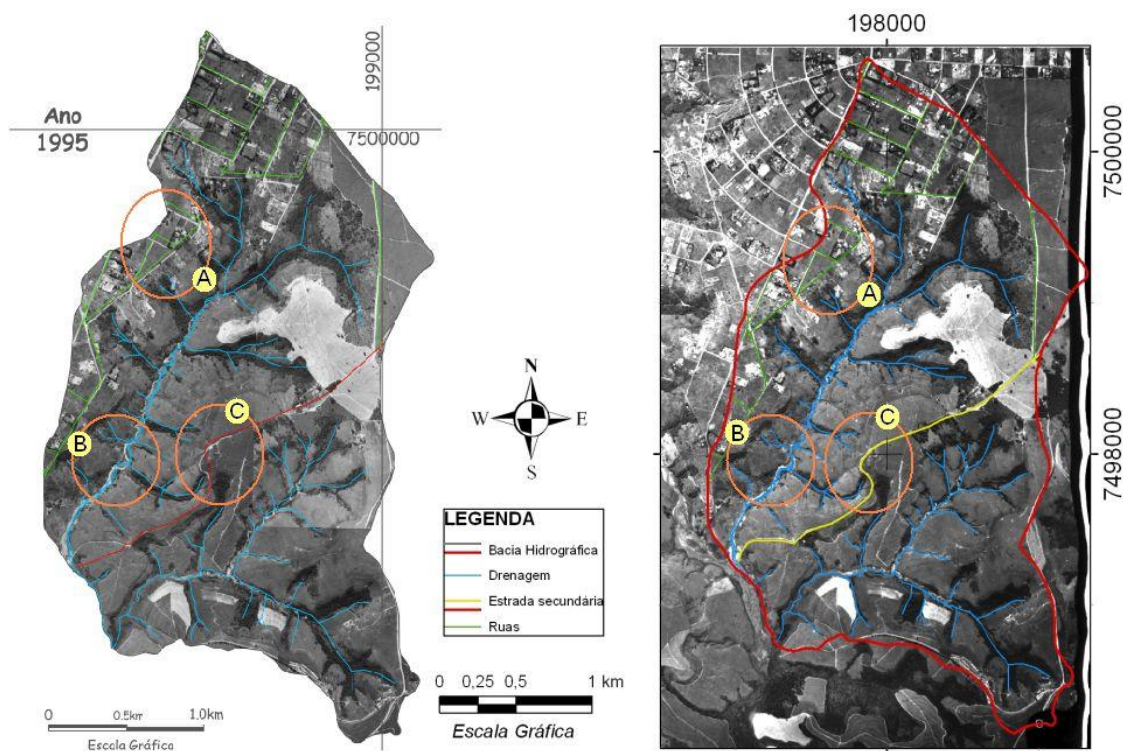 Ano
1995
199000
7500000
A
B
C
0 0.5km 1.0km
Escala Gráfica
N
W E
S
LEGENDA
Bacia Hidrográfica
Drenagem
Estrada secundária
Ruas
0 0,25 0,5 1 km
Escala Gráfica
198000
7500000
7498000
A
B
C